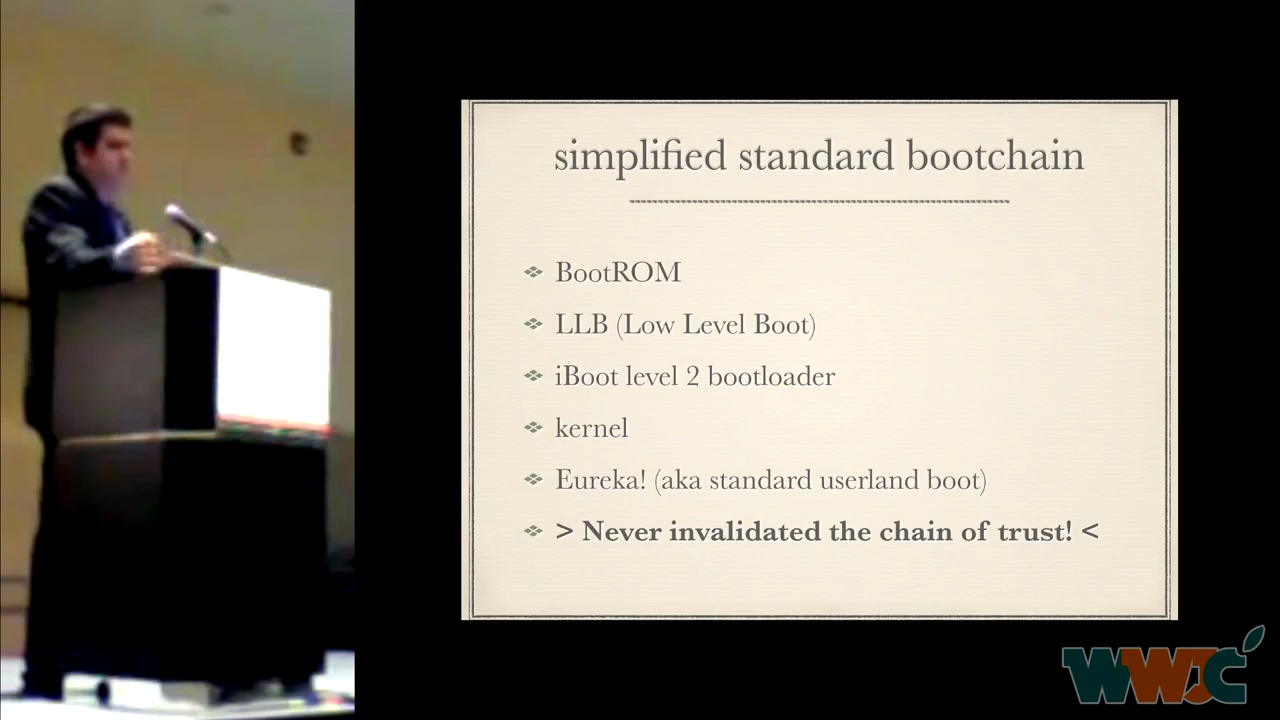 simplified standard bootchain
BootROM
LLB (Low Level Boot)
iBoot level 2 bootloader
kernel
Eureka! (aka standard userland boot)
> Never invalidated the chain of trust! <
WWJC